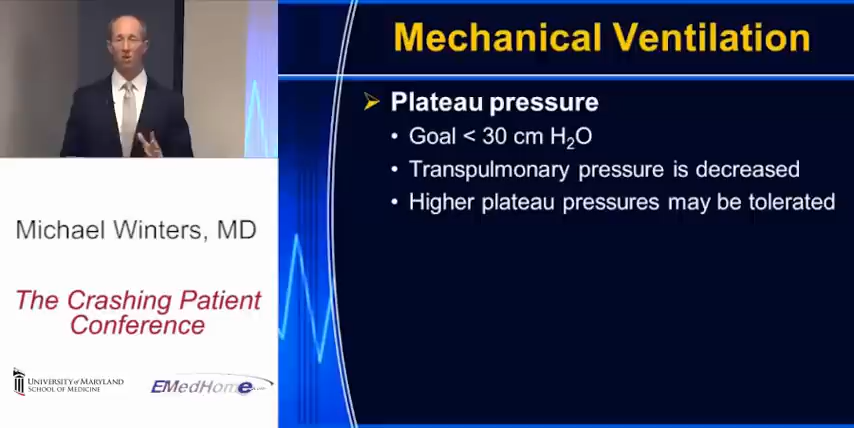 Mechanical Ventilation
Plateau pressure
Goal < 30 cm H₂O
Transpulmonary pressure is decreased
Higher plateau pressures may be tolerated
Michael Winters, MD
The Crashing Patient
Conference
UNIVERSITY of MARYLAND
SCHOOL OF MEDICINE
EMedHome